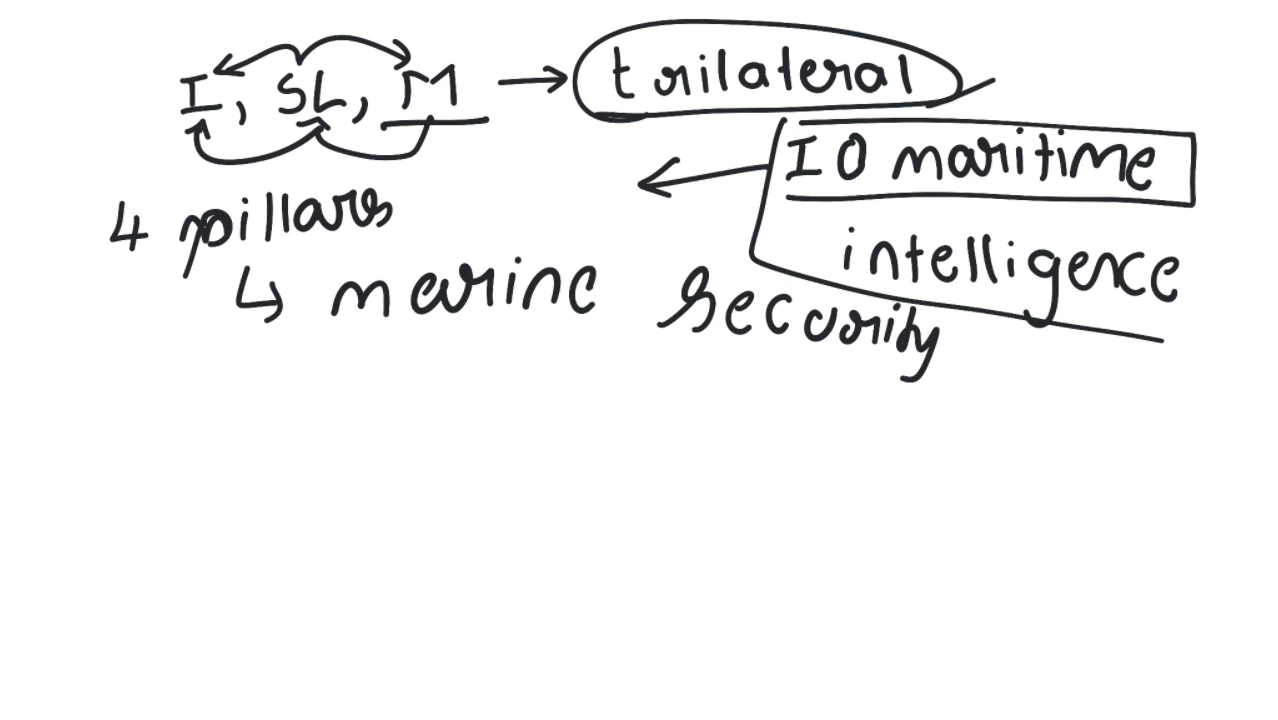 I, SL, M → trilateral
IO maritime
intelligence
4 pillars
↳ marine security